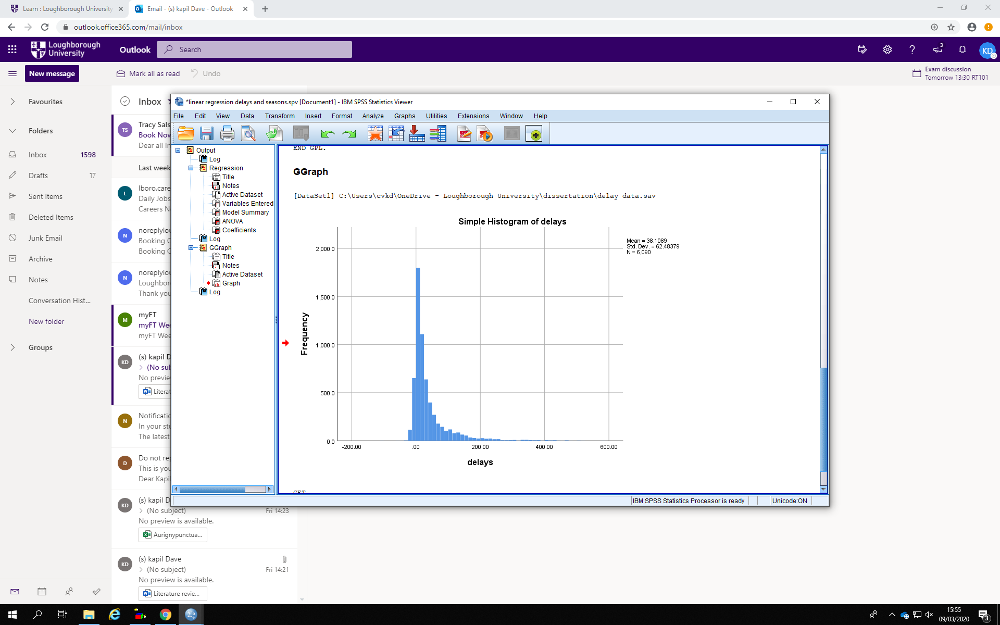 Learn : Loughborough University
Email - (s) kapil Dave - Outlook
outlook.office365.com/mail/inbox
Loughborough
University
Outlook
Search
3
KD
New message
Mark all as read
Undo
Exam discussion
Tomorrow 13:30 RT101
Favourites
Folders
Inbox 1598
Drafts 17
Sent Items
Deleted Items
Junk Email
Archive
Notes
Conversation Hist...
New folder
Groups
Inbox
TS
Tracy Sals
Book Now
Dear all In
Last week
L
lboro.care
Daily Jobs
Careers N
N
noreplylou
Booking C
Booking C
N
noreplylou
Loughbor
Thank you
M
myFT
myFT Wee
myFT Wee
KD
(s) kapil D
(No sub
No previe
Literat
N
Notificatio
In your stu
The latest
D
Do not rep
This is you
Dear Kapi
KD
(s) kapil D
(No subject) Fri 14:23
No preview is available.
Aurignypunctua...
KD
(s) kapil Dave
(No subject) Fri 14:21
No preview is available.
Literature revie...
*linear regression delays and seasons.spv [Document1] - IBM SPSS Statistics Viewer
File Edit View Data Transform Insert Format Analyze Graphs Utilities Extensions Window Help
Output
Log
Regression
Title
Notes
Active Dataset
Variables Entered
Model Summary
ANOVA
Coefficients
Log
GGraph
Title
Notes
Active Dataset
Graph
Log
END GPL.
GGraph
[DataSet1] C:\Users\cvkd\OneDrive - Loughborough University\dissertation\delay data.sav
Simple Histogram of delays
Mean = 38.1089
Std. Dev. = 62.48379
N = 6,090
Frequency
2,000.0
1,500.0
1,000.0
500.0
0.0
-200.00 .00 200.00 400.00 600.00
delays
GET
IBM SPSS Statistics Processor is ready
Unicode:ON
15:55
09/03/2020
3